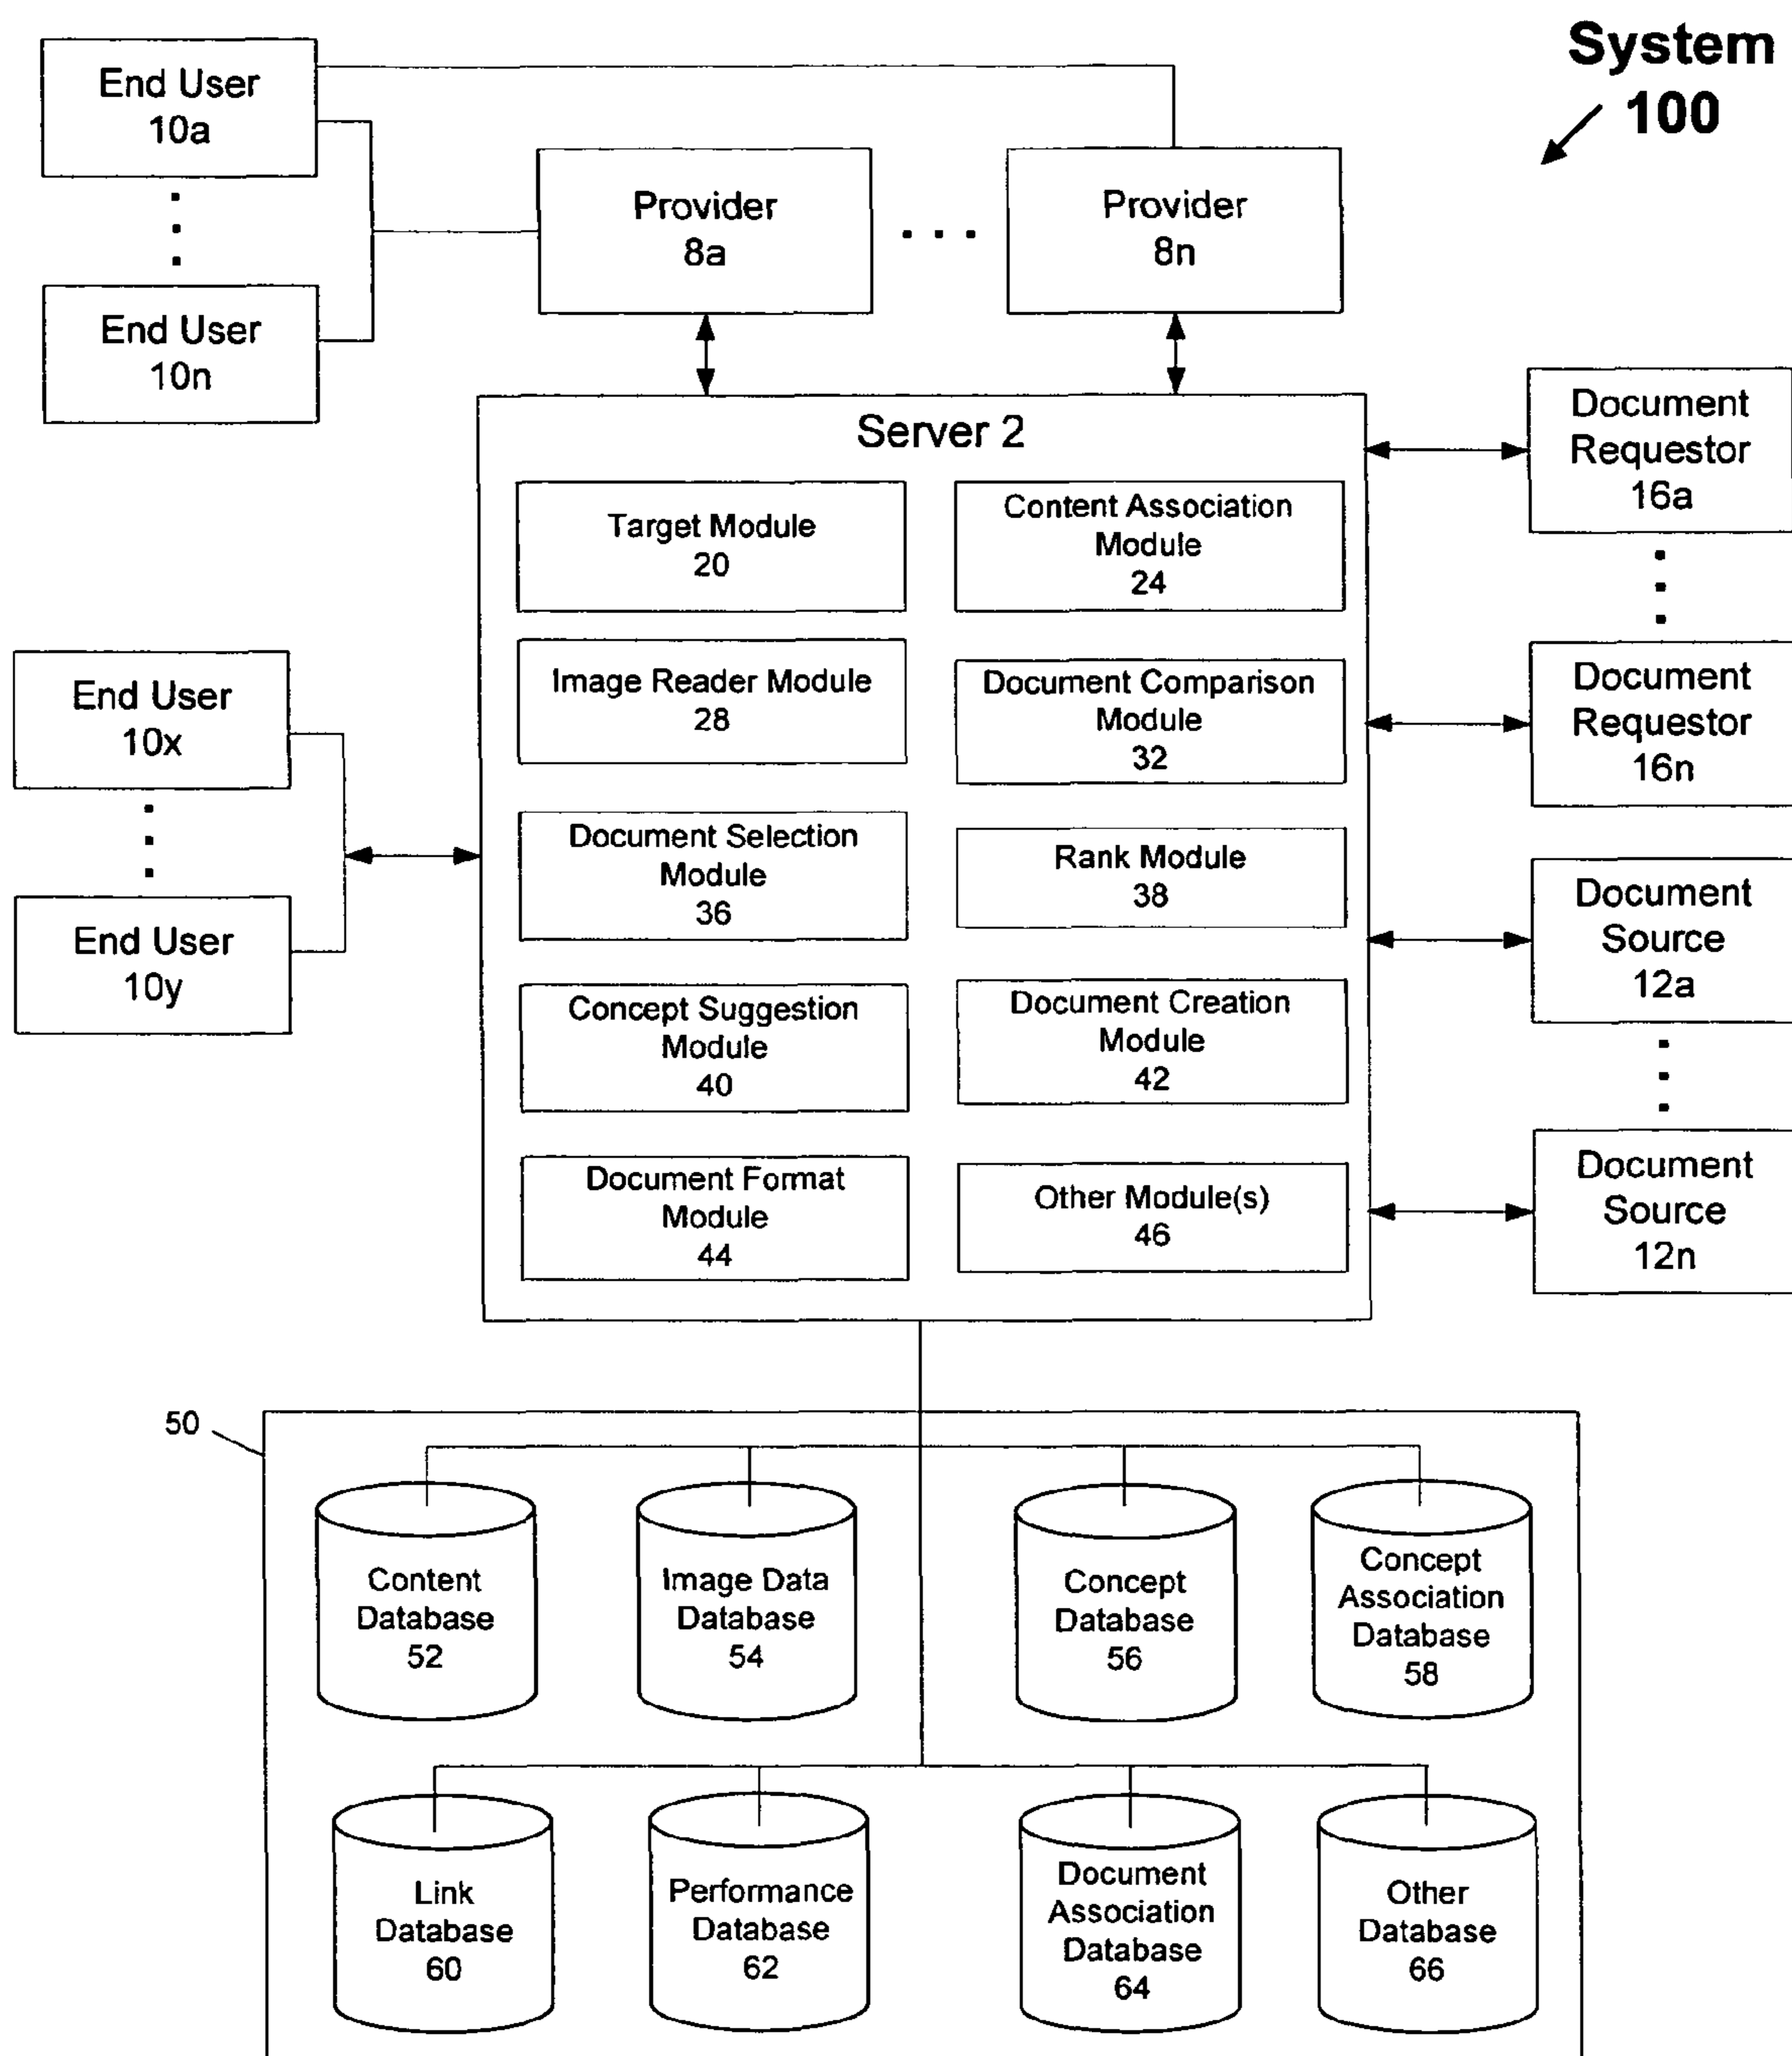 System
100
End User
10a
End User
10n
Provider
8a
. . .
Provider
8n
Server 2
Target Module
20
Content Association
Module
24
Image Reader Module
28
Document Comparison
Module
32
Document Selection
Module
36
Rank Module
38
Concept Suggestion
Module
40
Document Creation
Module
42
Document Format
Module
44
Other Module(s)
46
End User
10x
End User
10y
Document
Requestor
16a
Document
Requestor
16n
Document
Source
12a
Document
Source
12n
50
Content
Database
52
Image Data
Database
54
Concept
Database
56
Concept
Association
Database
58
Link
Database
60
Performance
Database
62
Document
Association
Database
64
Other
Database
66